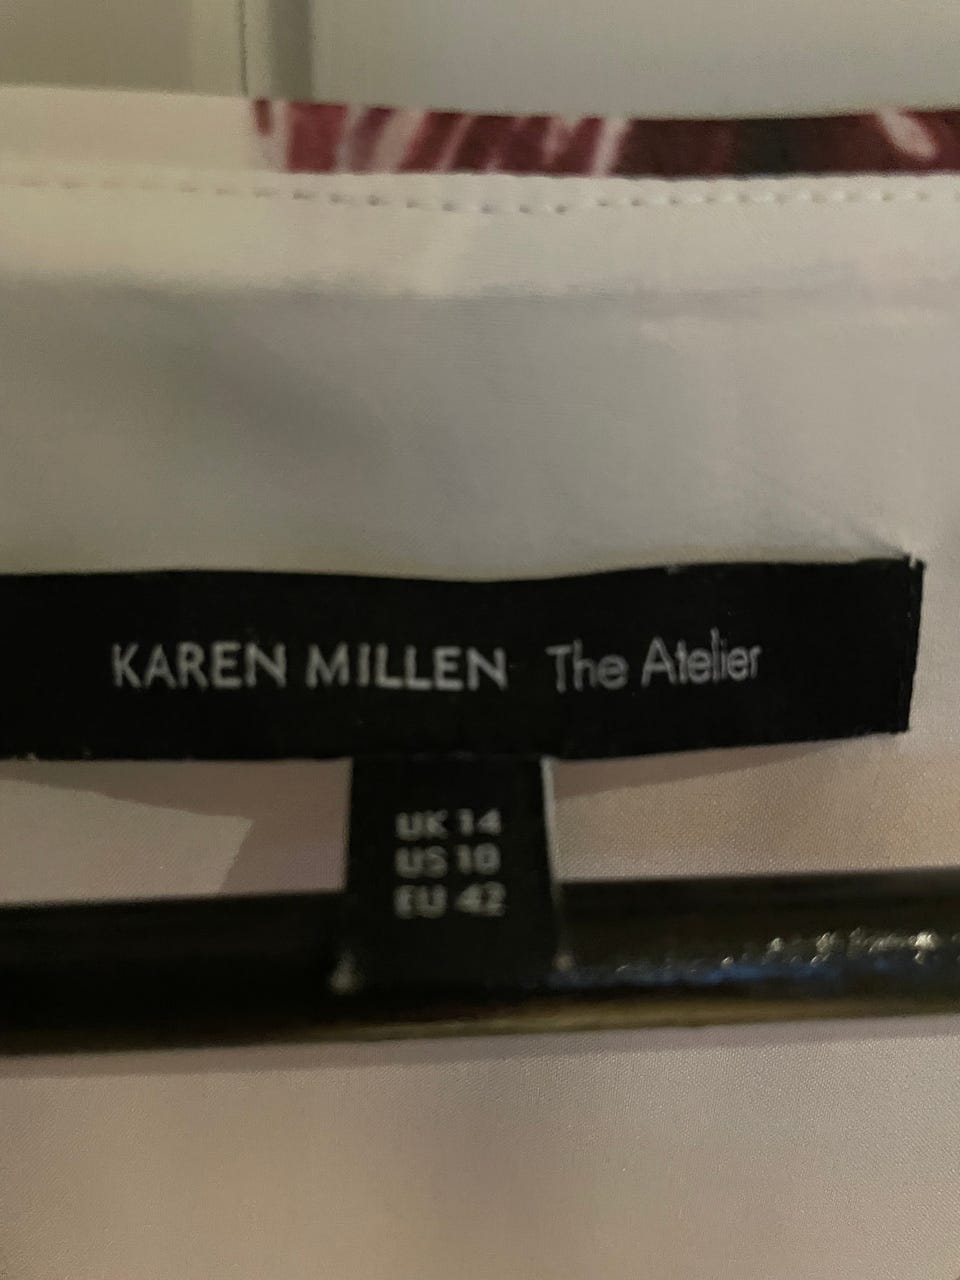 KAREN MILLEN The Atelier
UK 14
US 10
EU 42